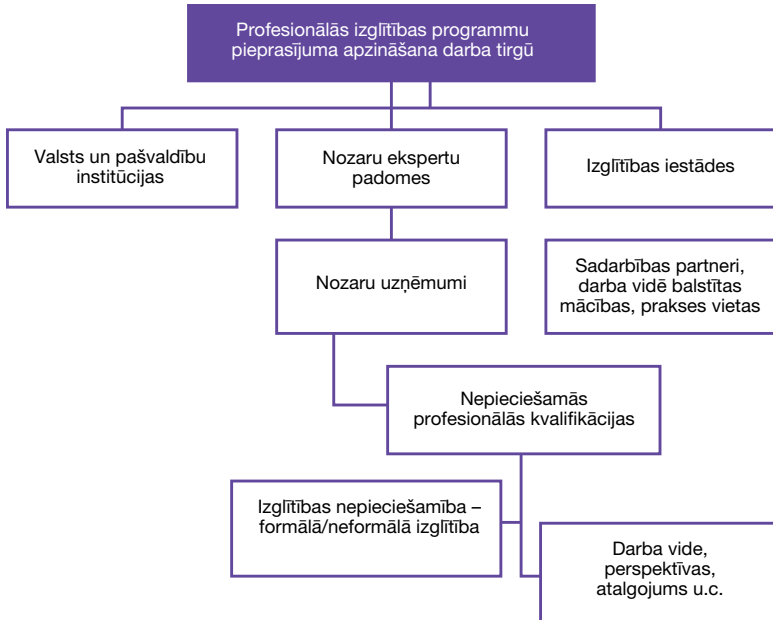 Profesionālās izglītības programmu
pieprasījuma apzināšana darba tirgū
Valsts un pašvaldību
institūcijas
Nozaru ekspertu
padomes
Izglītības iestādes
Nozaru uzņēmumi
Sadarbības partneri,
darba vidē balstītas
mācības, prakses vietas
Nepieciešamās
profesionālās kvalifikācijas
Izglītības nepieciešamība –
formālā/neformālā izglītība
Darba vide,
perspektīvas,
atalgojums u.c.